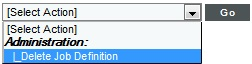 [Select Action] Go
[Select Action]
Administration:
|_Delete Job Definition